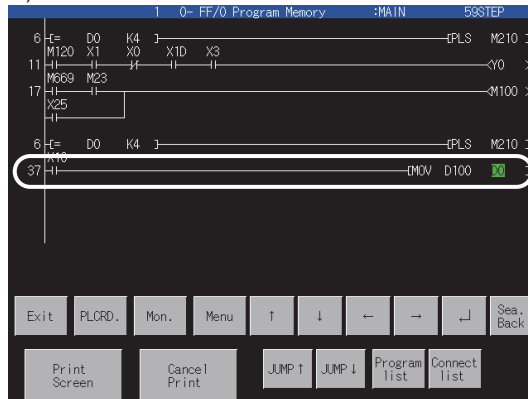 1 0- FF/0 Program Memory :MAIN 59STEP
6 [= D0 K4 ] [PLS M210 ]
M120 X1 X0 X1D X3
11 <Y0 >
M669 M23
17 <M100 >
X25
6 [= D0 K4 ] [PLS M210 ]
X10
37 [MOV D100 D0 ]
Exit PLCRD. Mon. Menu ↑ ↓ ← → ↵ Sea. Back
Print Screen Cancel Print JUMP↑ JUMP↓ Program list Connect list